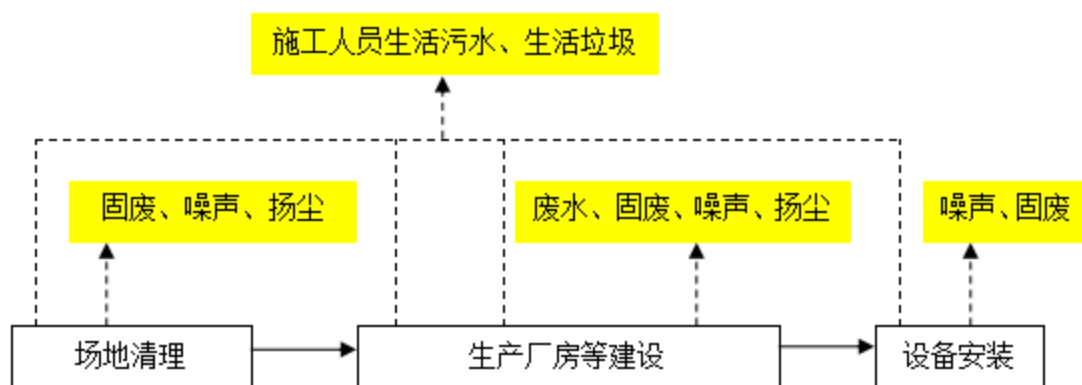 施工人员生活污水、生活垃圾
固废、噪声、扬尘
废水、固废、噪声、扬尘
噪声、固废
场地清理
生产厂房等建设
设备安装